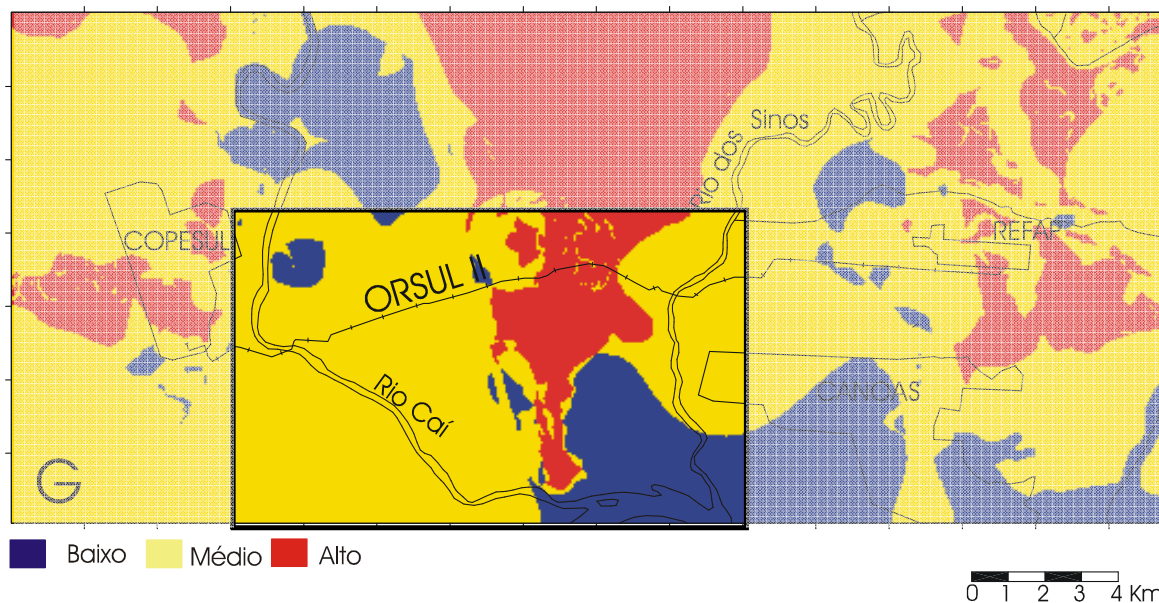 Sinos
Rio dos
COPESUL
REFAP
ORSUL II
Rio Caí
CANOAS
G
Baixo
Médio
Alto
0 1 2 3 4 Km